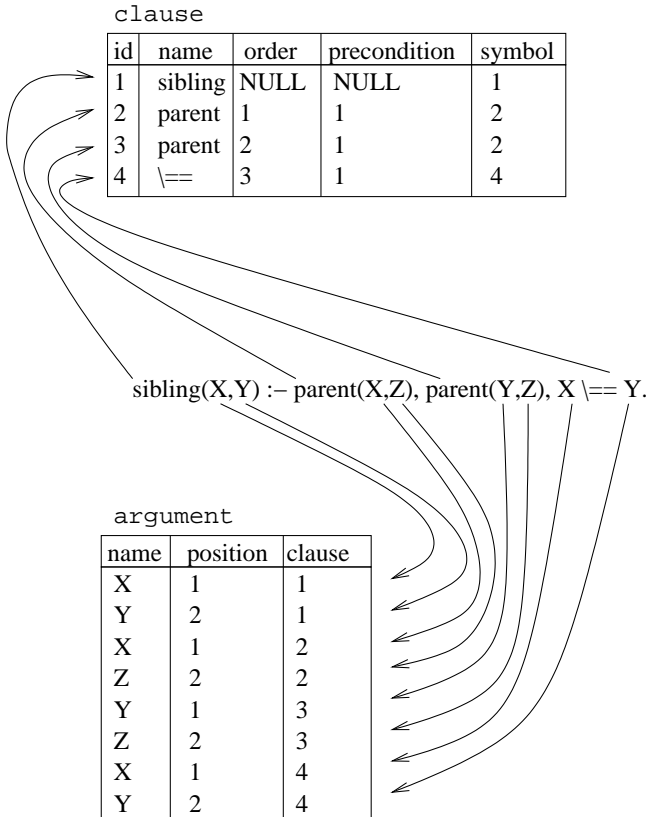 clause
id name order precondition symbol
1 sibling NULL NULL 1
2 parent 1 1 2
3 parent 2 1 2
4 \== 3 1 4
sibling(X,Y) :− parent(X,Z), parent(Y,Z), X \== Y.
argument
name position clause
X 1 1
Y 2 1
X 1 2
Z 2 2
Y 1 3
Z 2 3
X 1 4
Y 2 4